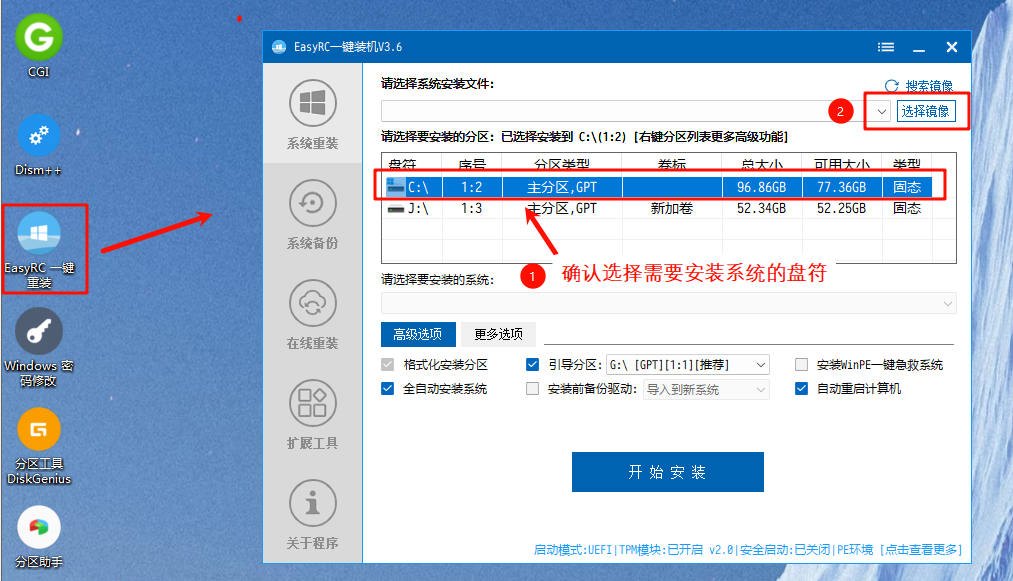 CGI
Dism++
EasyRC 一键
重装
Windows 密
码修改
分区工具
DiskGenius
分区助手
EasyRC一键装机V3.6
系统重装
系统备份
在线重装
扩展工具
关于程序
请选择系统安装文件:
搜索镜像
2
选择镜像
请选择要安装的分区: 已选择安装到 C:\(1:2) [右键分区列表更多高级功能]
盘符 序号 分区类型 卷标 总大小 可用大小 类型
C:\ 1:2 主分区,GPT 96.86GB 77.36GB 固态
J:\ 1:3 主分区,GPT 新加卷 52.34GB 52.25GB 固态
1 确认选择需要安装系统的盘符
请选择要安装的系统:
高级选项 更多选项
格式化安装分区 引导分区: G:\ [GPT][1:1][推荐] 安装WinPE一键急救系统
全自动安装系统 安装前备份驱动: 导入到新系统 自动重启计算机
开始安装
启动模式:UEFI|TPM模块:已开启 v2.0|安全启动:已关闭|PE环境 [点击查看更多]